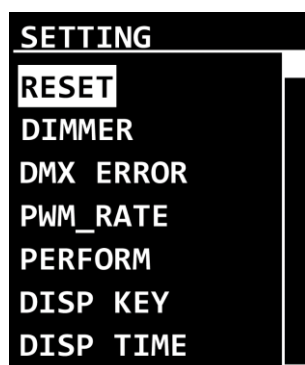 SETTING
RESET
DIMMER
DMX ERROR
PWM_RATE
PERFORM
DISP KEY
DISP TIME